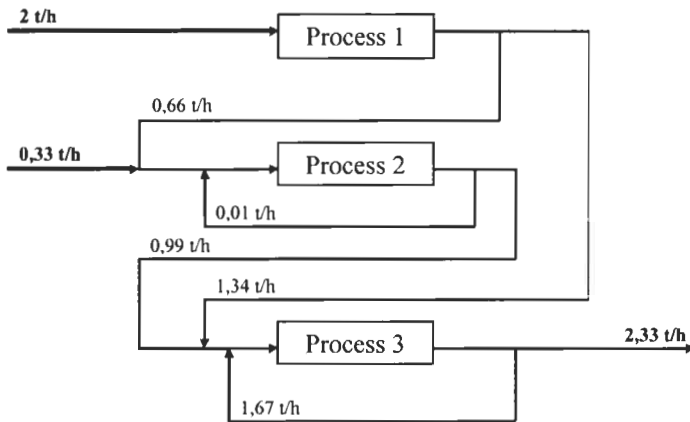 2 t/h
Process 1
0,66 t/h
0,33 t/h
Process 2
0,01 t/h
0,99 t/h
1,34 t/h
Process 3
2,33 t/h
1,67 t/h